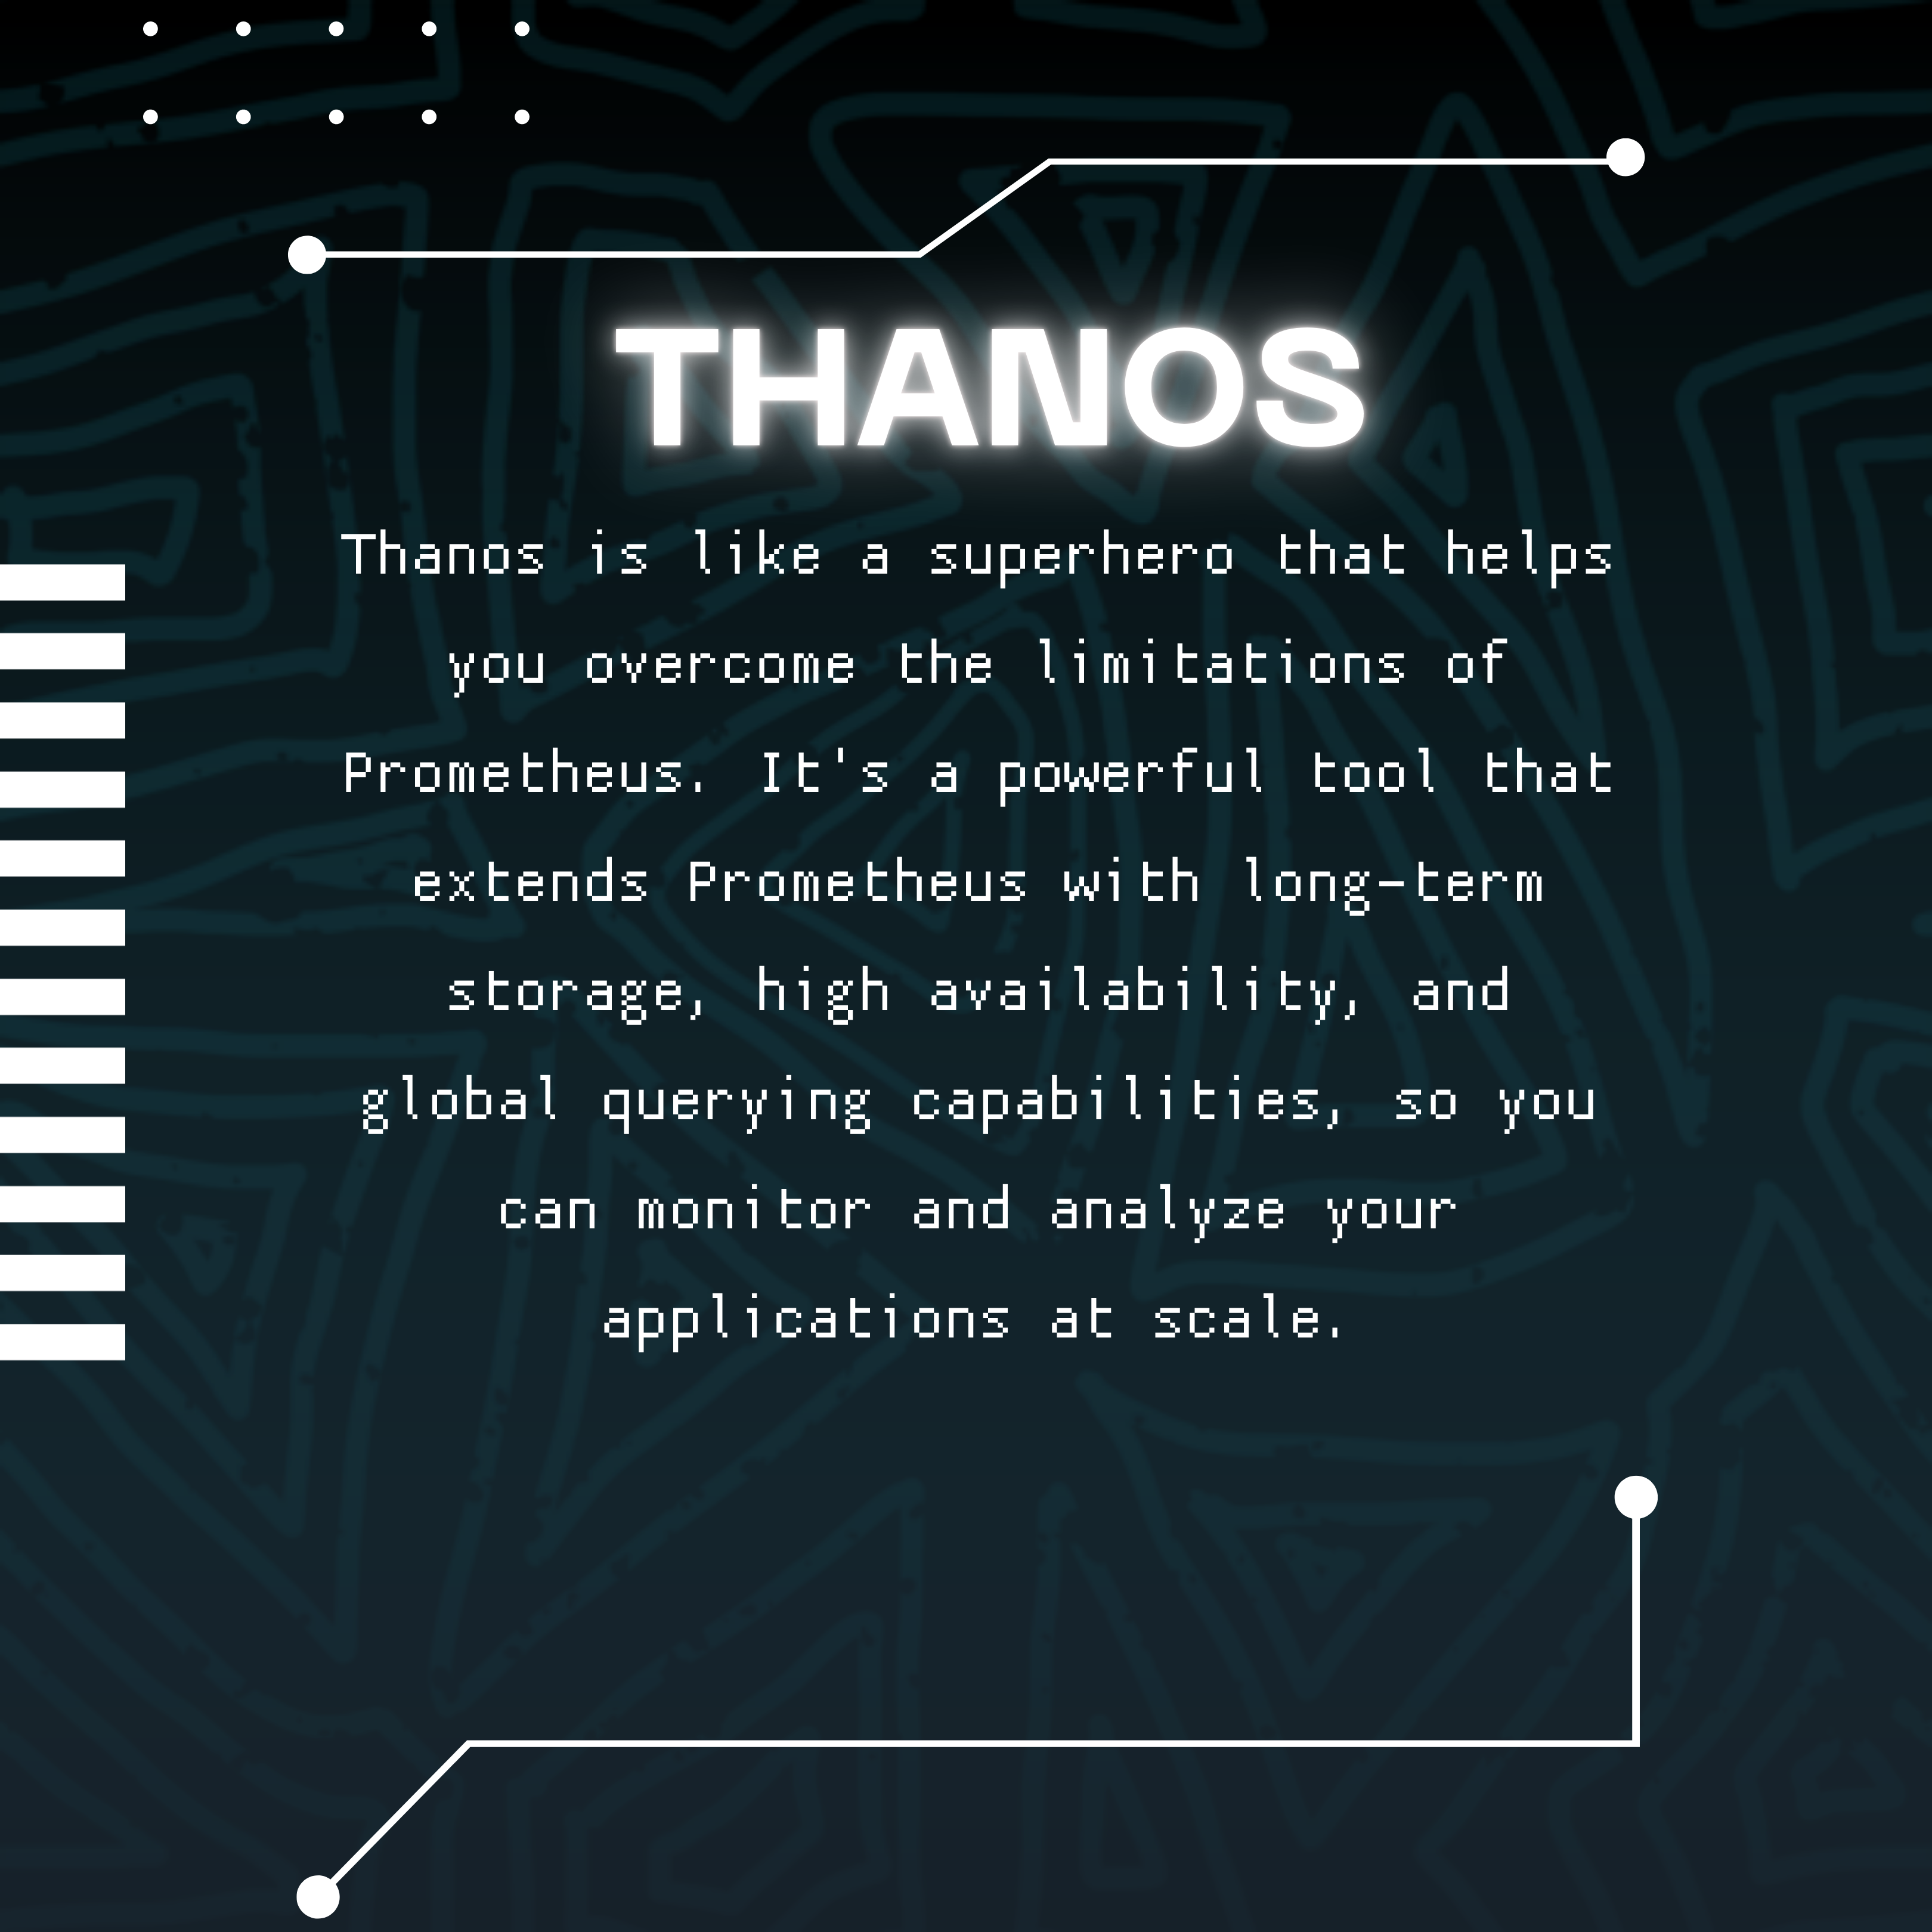 THANOS
Thanos is like a superhero that helps
you overcome the limitations of
Prometheus. It's a powerful tool that
extends Prometheus with long-term
storage, high availability, and
global querying capabilities, so you
can monitor and analyze your
applications at scale.